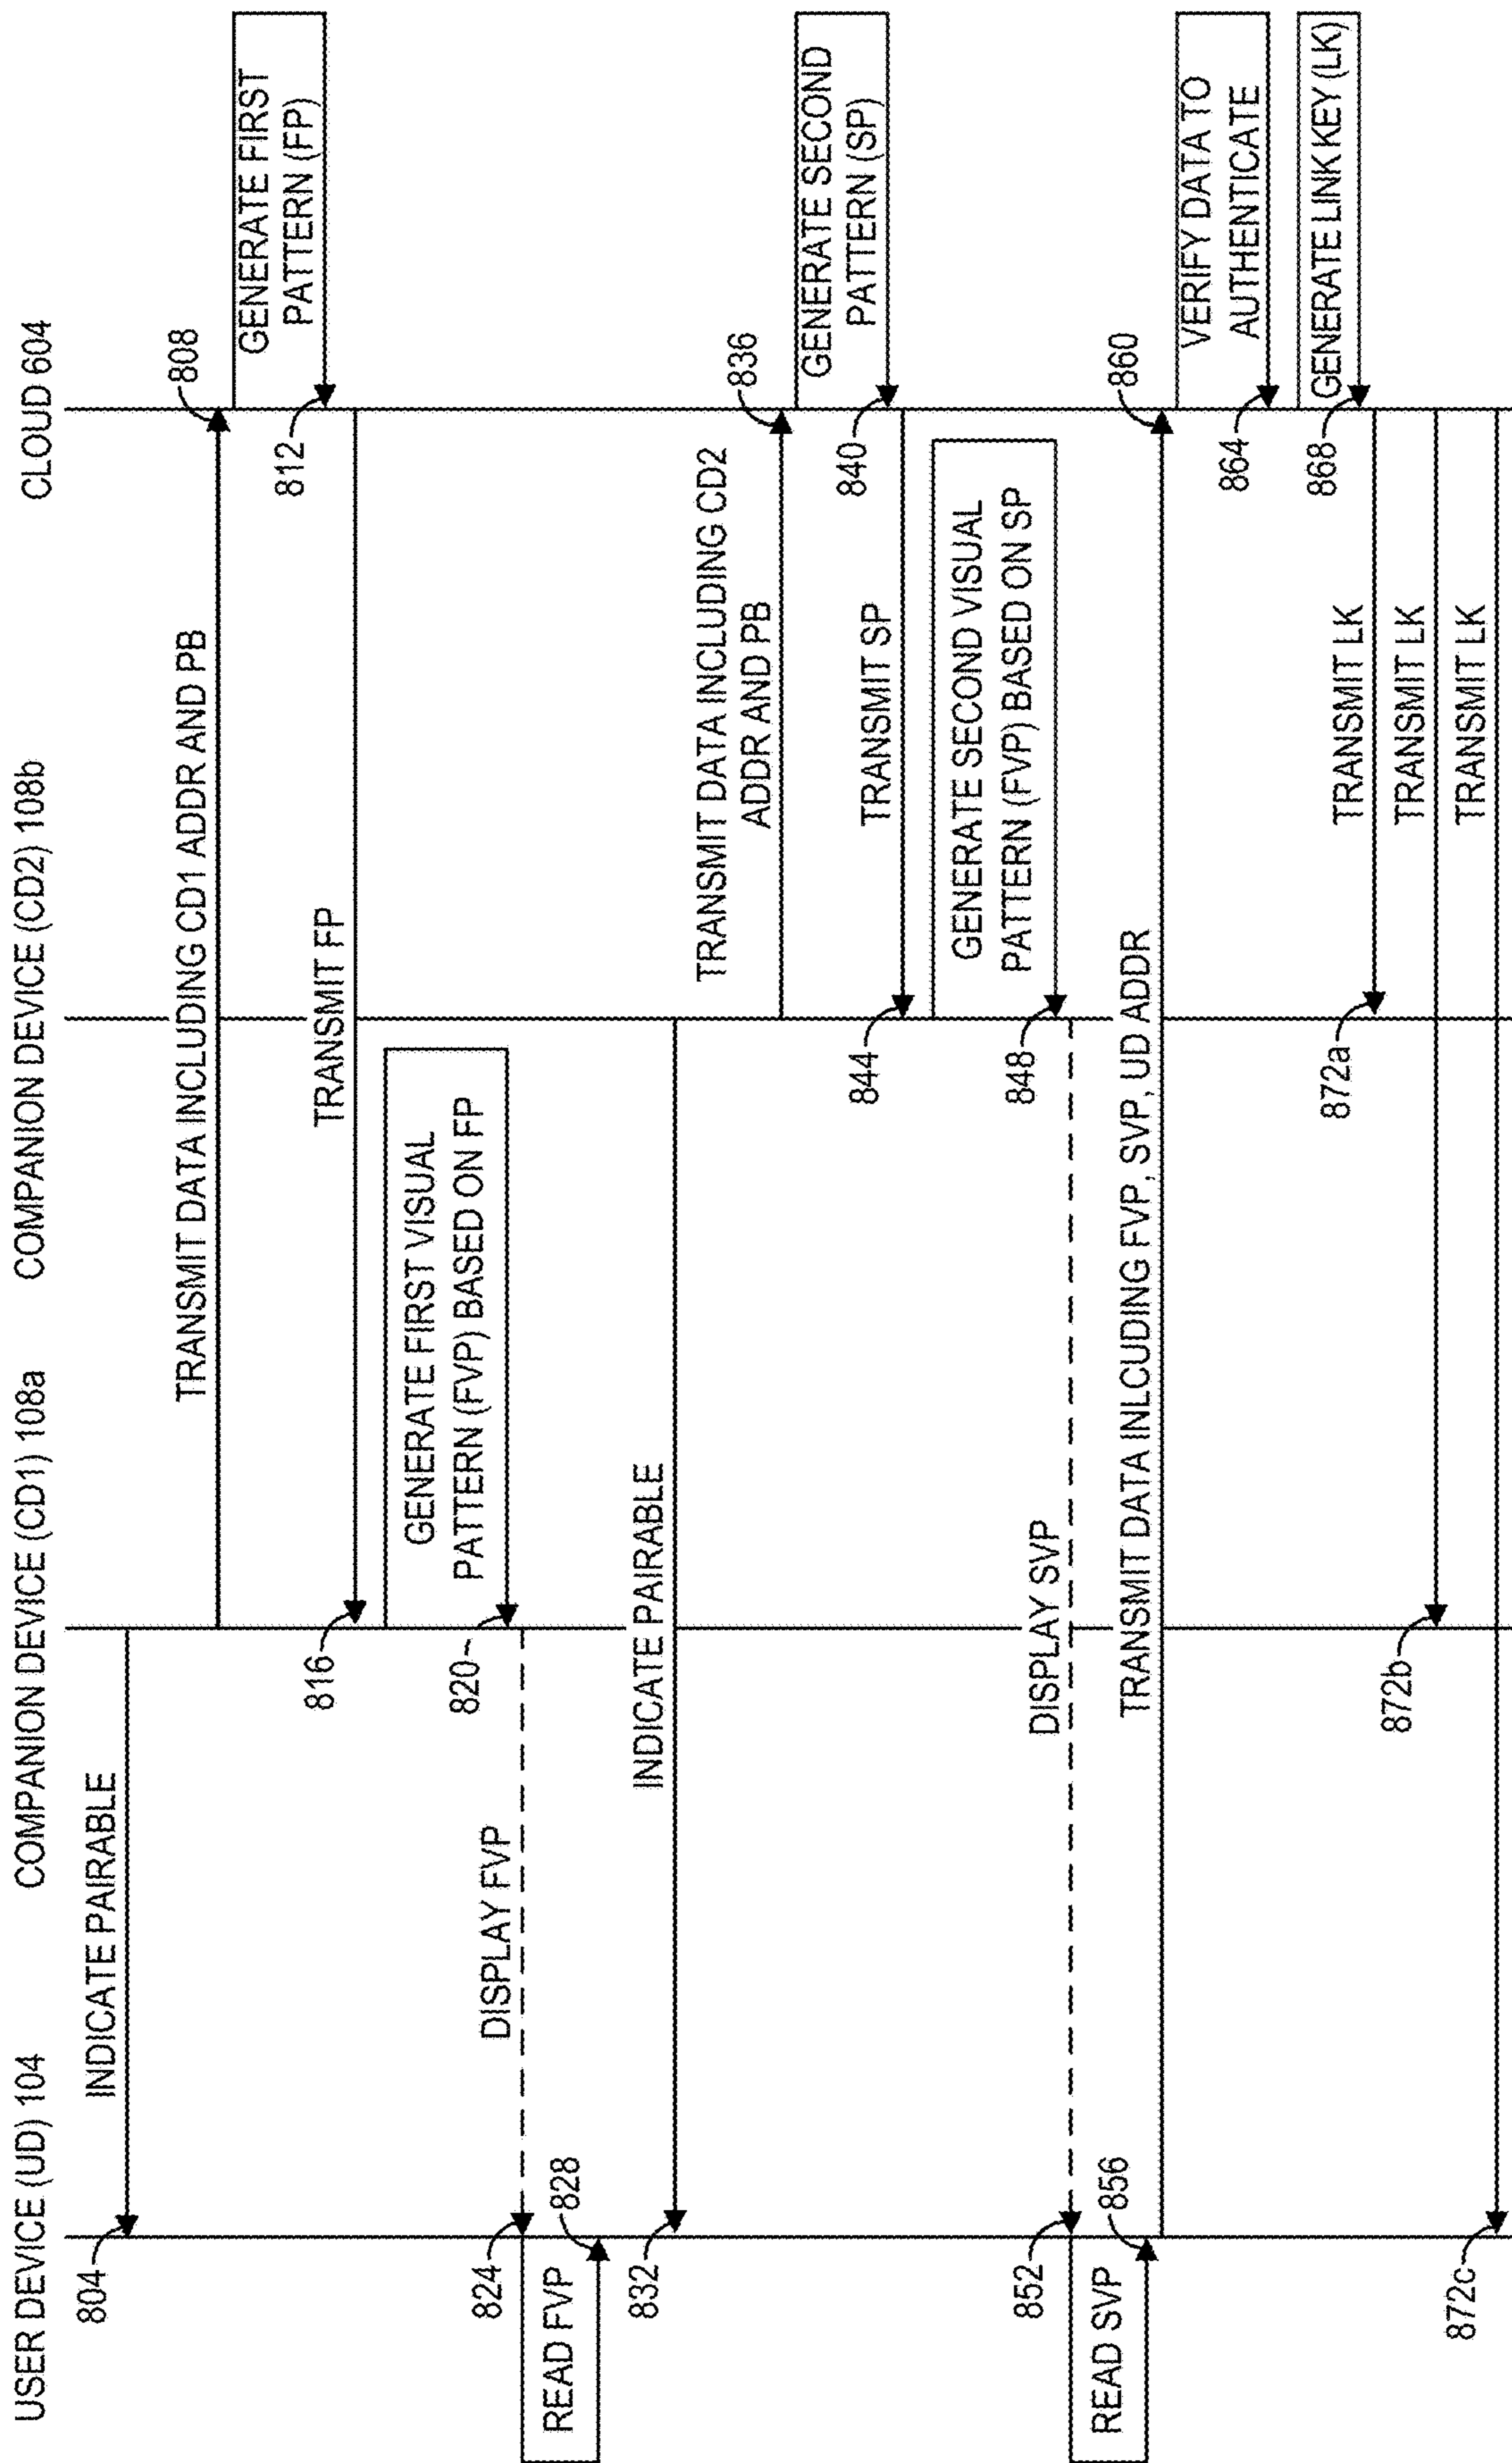 USER DEVICE (UD) 104
COMPANION DEVICE (CD1) 108a
COMPANION DEVICE (CD2) 108b
CLOUD 604
804
INDICATE PAIRABLE
TRANSMIT DATA INCLUDING CD1 ADDR AND PB
808
GENERATE FIRST
PATTERN (FP)
812
TRANSMIT FP
816
GENERATE FIRST VISUAL
PATTERN (FVP) BASED ON FP
820
DISPLAY FVP
824
READ FVP
828
INDICATE PAIRABLE
832
TRANSMIT DATA INCLUDING CD2
ADDR AND PB
836
GENERATE SECOND
PATTERN (SP)
840
TRANSMIT SP
844
GENERATE SECOND VISUAL
PATTERN (FVP) BASED ON SP
848
DISPLAY SVP
852
READ SVP
856
TRANSMIT DATA INLCUDING FVP, SVP, UD ADDR
860
VERIFY DATA TO
AUTHENTICATE
864
GENERATE LINK KEY (LK)
868
TRANSMIT LK
872a
TRANSMIT LK
872b
TRANSMIT LK
872c